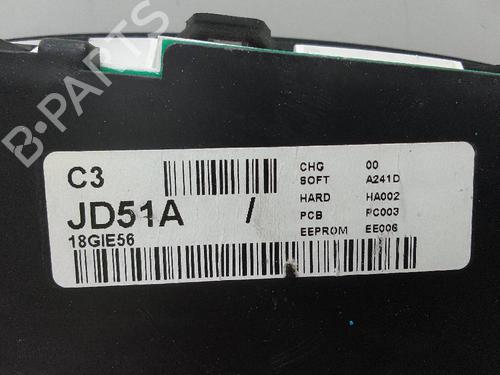 B-PARTS
C3
JD51A /
18GIE56
CHG 00
SOFT A241D
HARD HA002
PCB PC003
EEPROM EE006